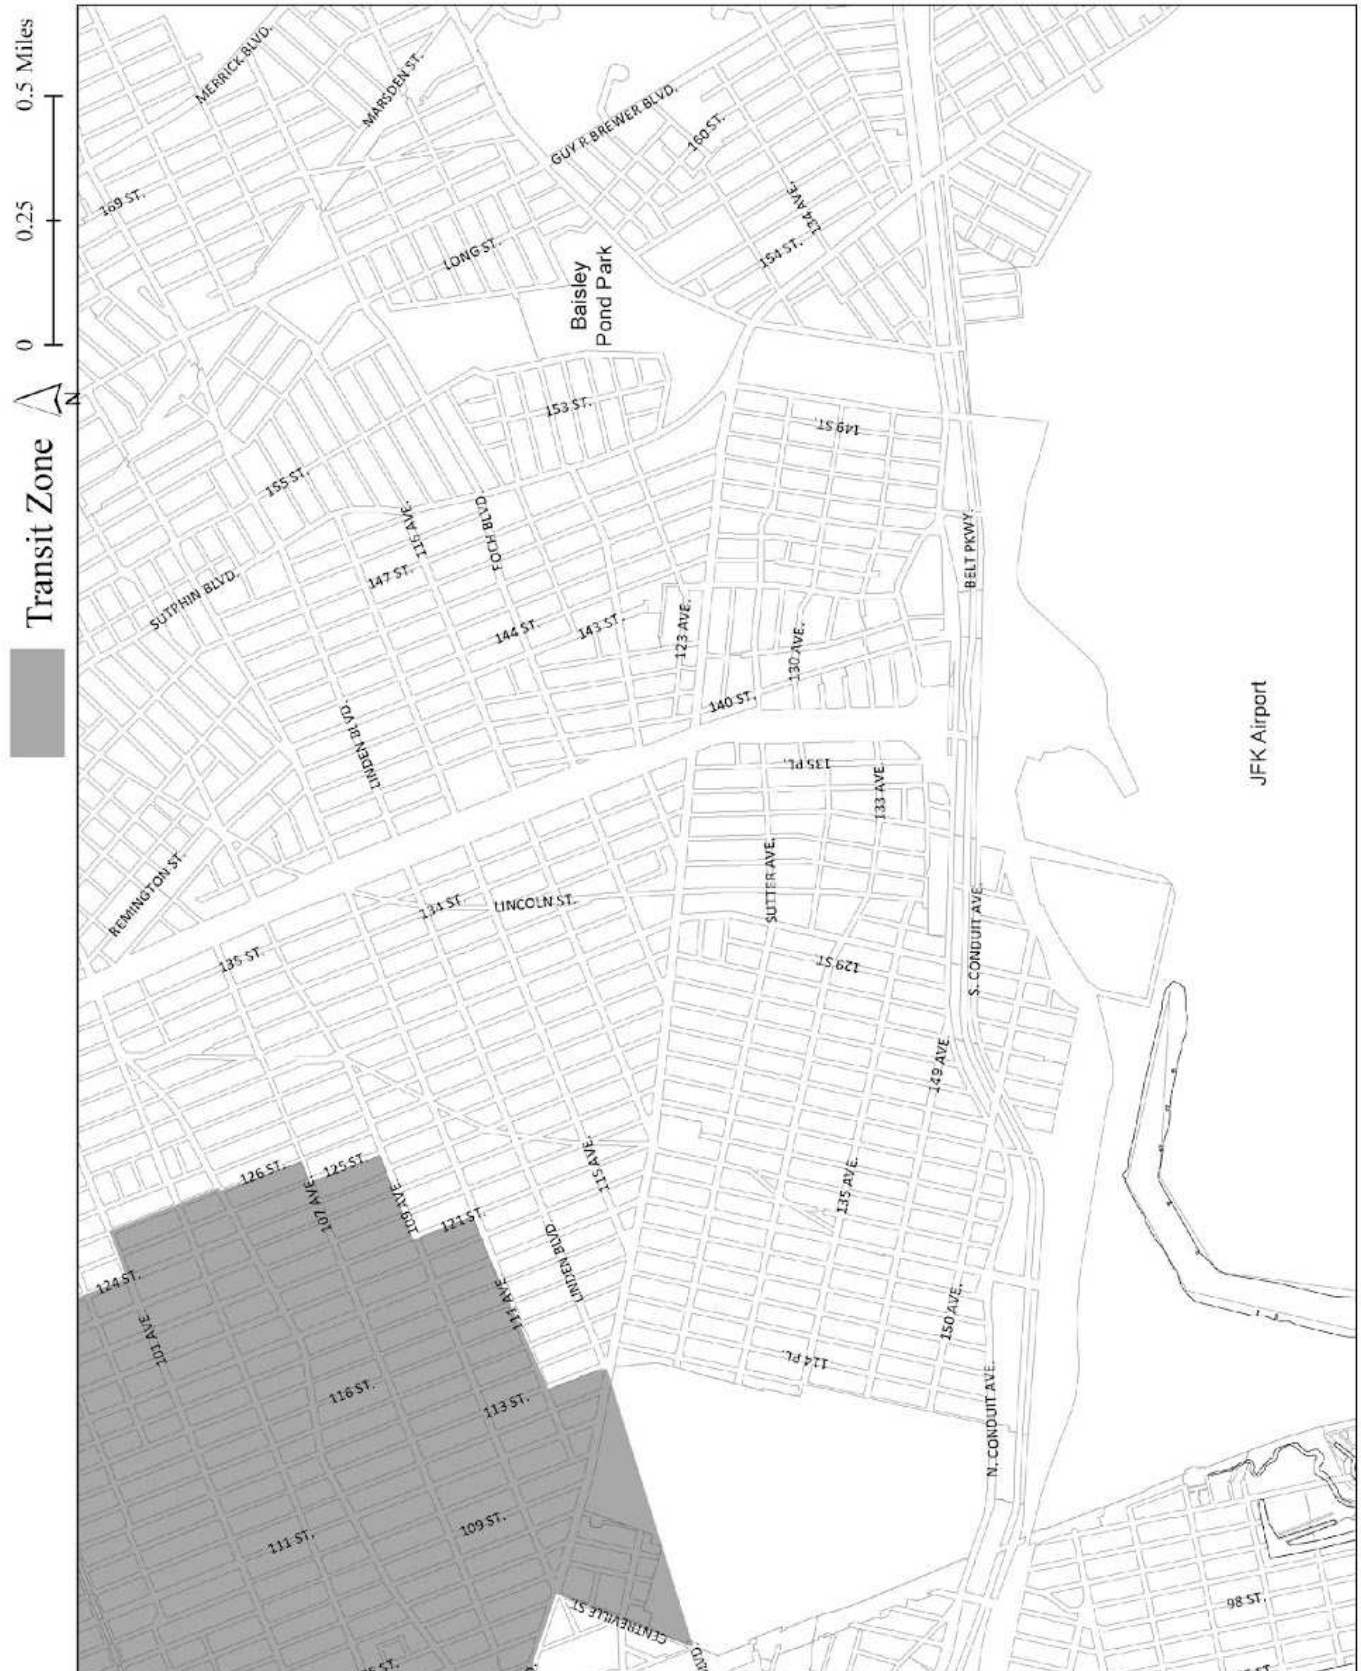 0.5 Miles
0.25
0
N
Transit Zone
MERRICK BLVD.
MARSDEN ST.
GUY R BREWER BLVD.
160 ST.
169 ST.
134 AVE.
LONG ST.
154 ST.
Baisley
Pond Park
153 ST.
149 ST.
155 ST.
116 AVE.
FOCH BLVD.
BELT PKWY.
147 ST.
SUTPHIN BLVD.
144 ST.
143 ST.
123 AVE.
130 AVE.
140 ST.
LINDEN BLVD.
JFK Airport
135 PL.
133 AVE.
REMINGTON ST.
134 ST.
LINCOLN ST.
SUTTER AVE.
135 ST.
129 ST.
S. CONDUIT AVE.
149 AVE.
126 ST.
125 ST.
115 AVE.
107 AVE.
109 AVE.
121 ST.
135 AVE.
LINDEN BLVD
124 ST.
111 AVE.
101 AVE.
150 AVE.
116 ST.
113 ST.
114 PL.
N. CONDUIT AVE.
111 ST.
109 ST.
98 ST.
CENTREVILLE ST.